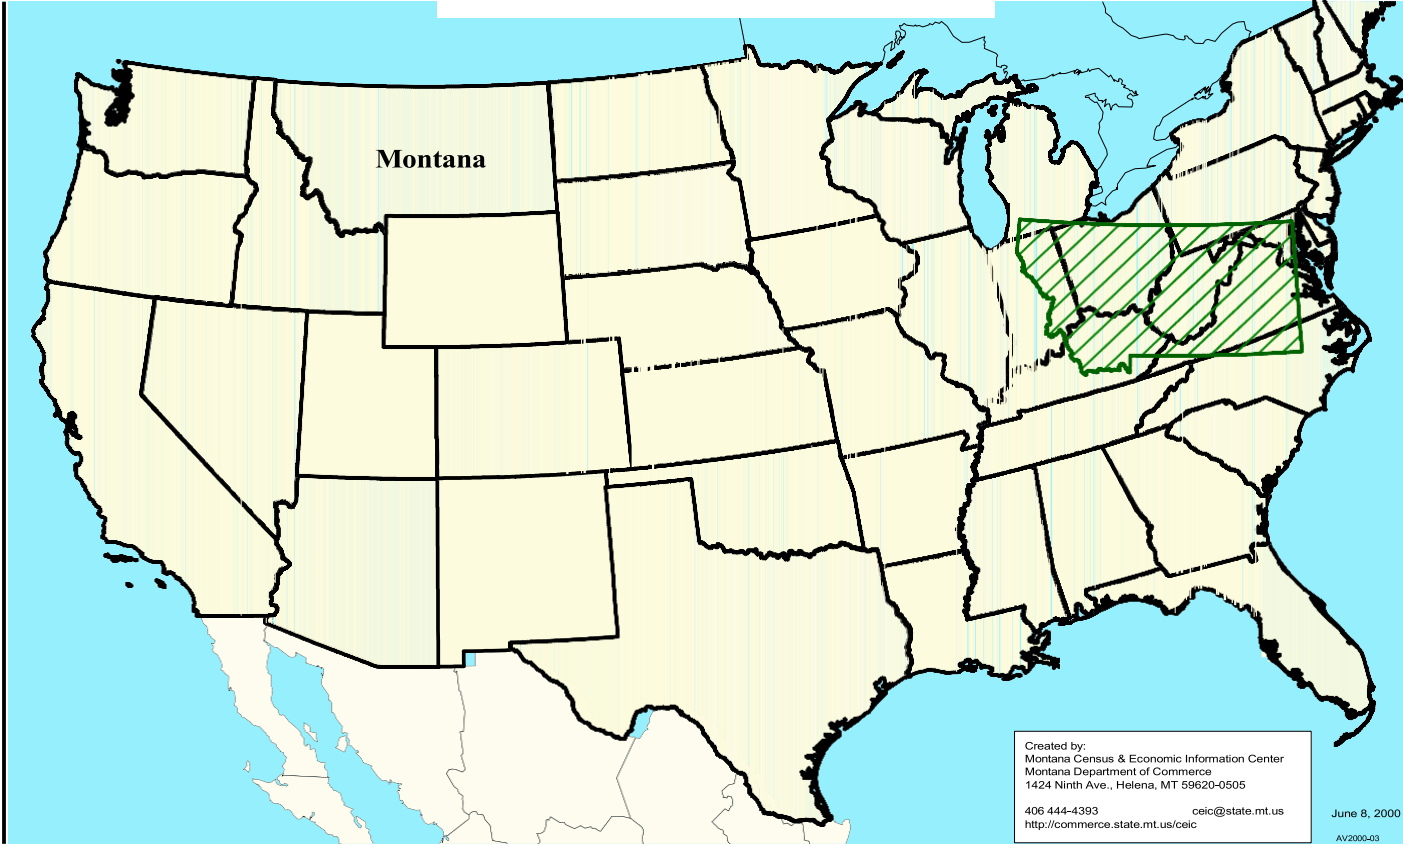 Montana
Created by:
Montana Census & Economic Information Center
Montana Department of Commerce
1424 Ninth Ave., Helena, MT 59620-0505
406 444-4393 ceic@state.mt.us
http://commerce.state.mt.us/ceic
June 8, 2000
AV2000-03